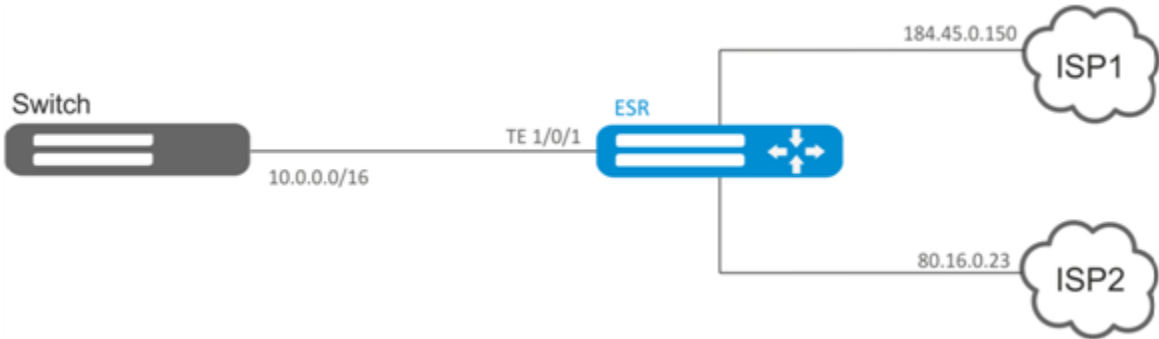 184.45.0.150
ISP1
Switch
ESR
TE 1/0/1
10.0.0.0/16
80.16.0.23
ISP2